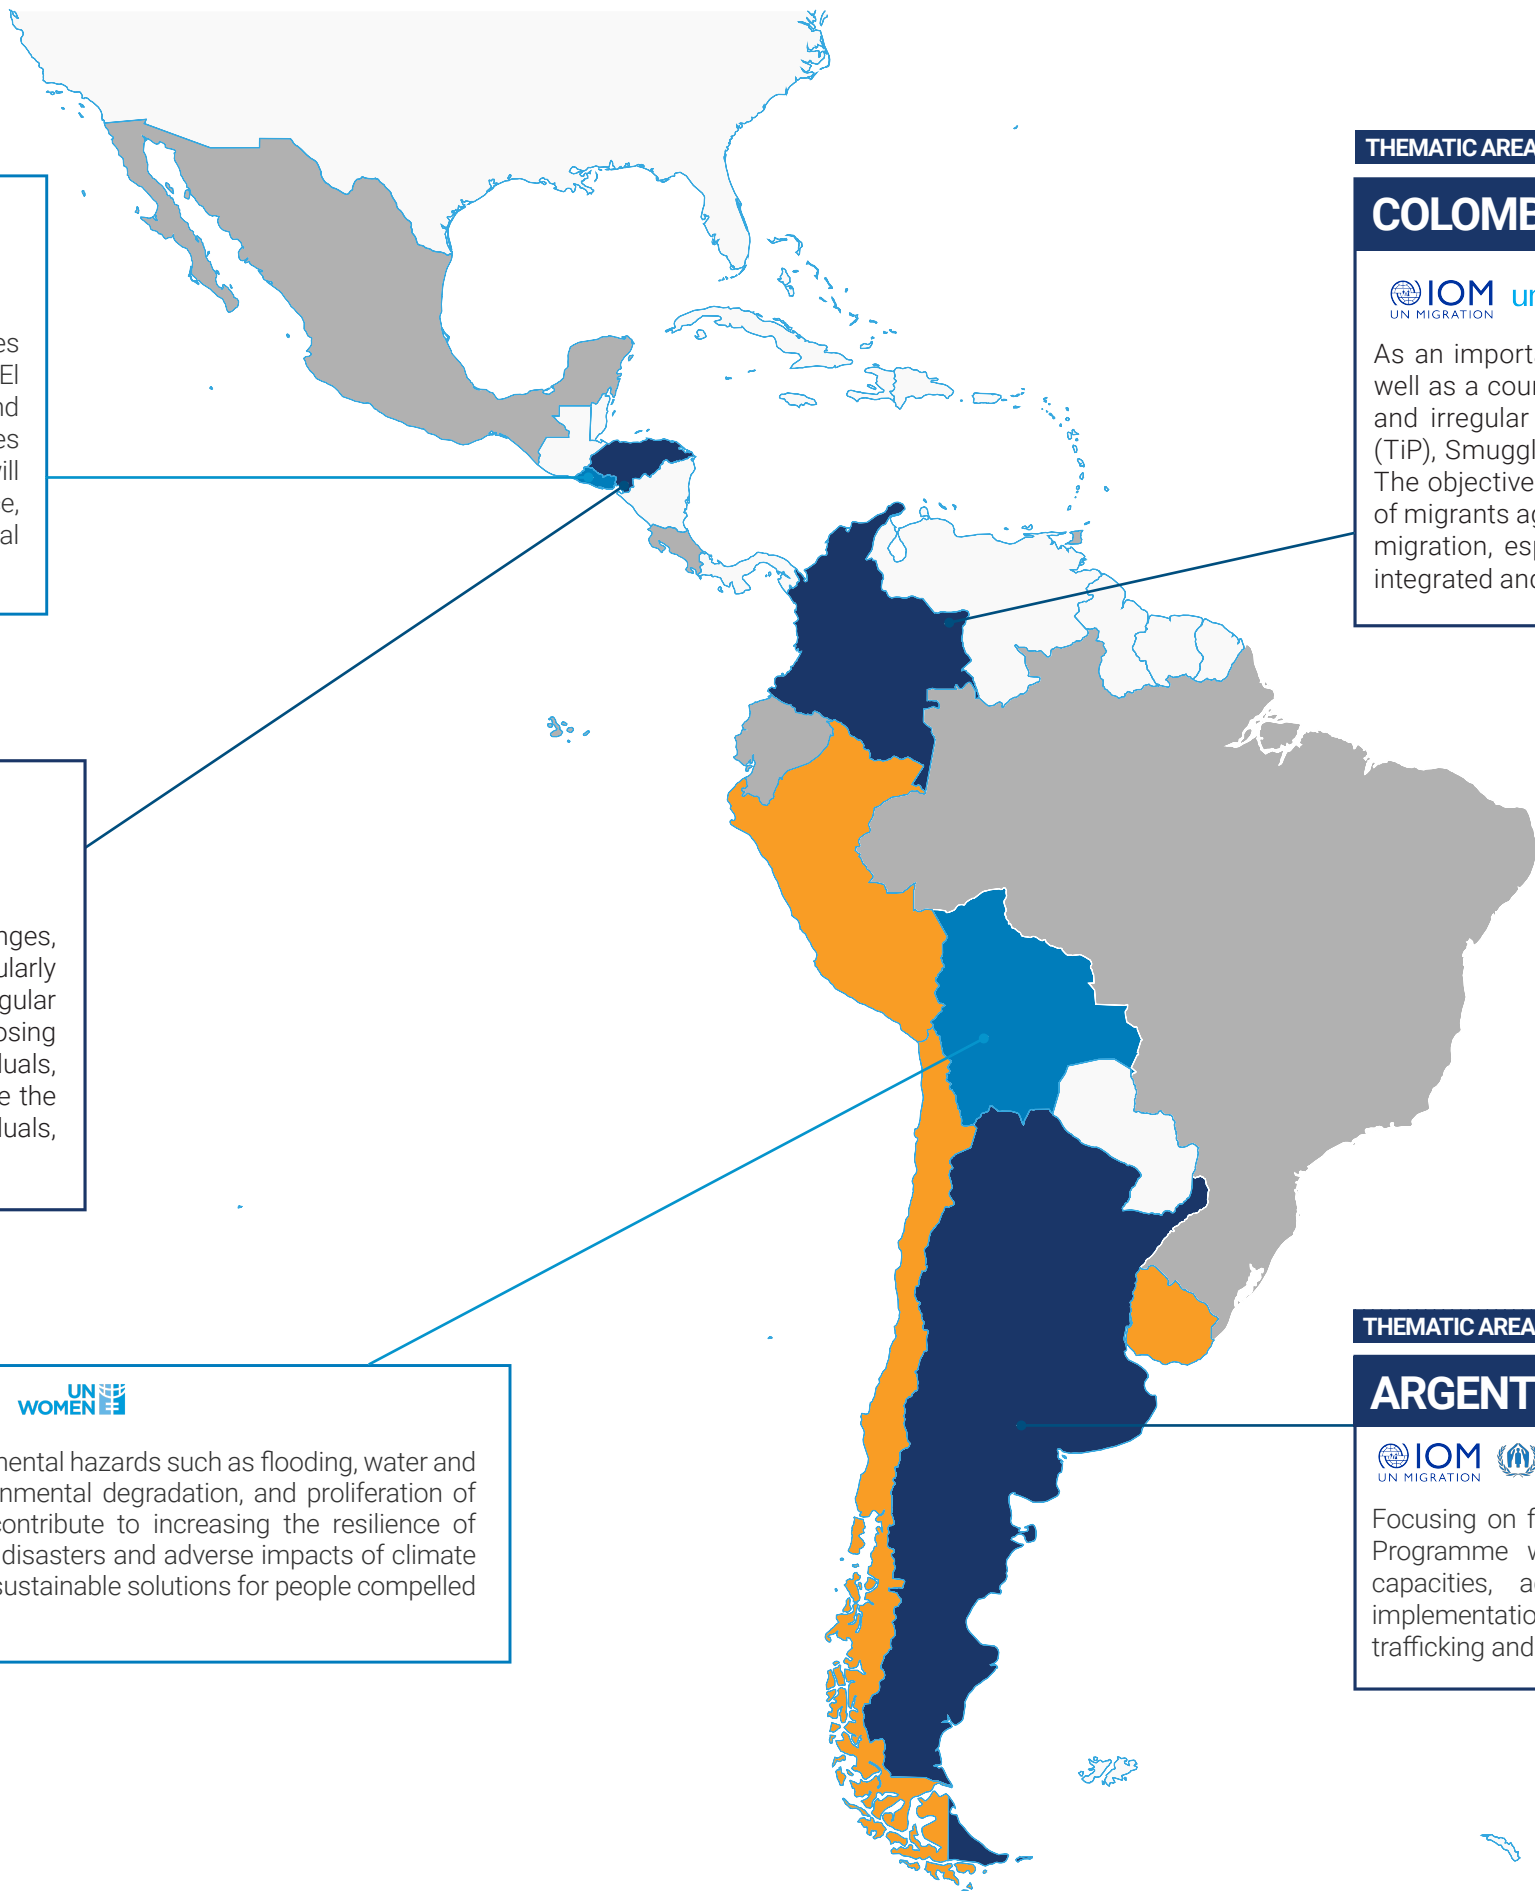 es
El
nd
es
will
e,
al
nges,
ularly
gular
osing
duals,
e the
duals,
UN
WOMEN
mental hazards such as flooding, water and
nmental degradation, and proliferation of
contribute to increasing the resilience of
disasters and adverse impacts of climate
sustainable solutions for people compelled
THEMATIC AREA
COLOMB
IOM
UN MIGRATION
un
As an importa
well as a coun
and irregular
(TiP), Smuggl
The objective
of migrants ag
migration, esp
integrated and
THEMATIC AREA
ARGENT
IOM
UN MIGRATION
Focusing on f
Programme w
capacities, a
implementatio
trafficking and